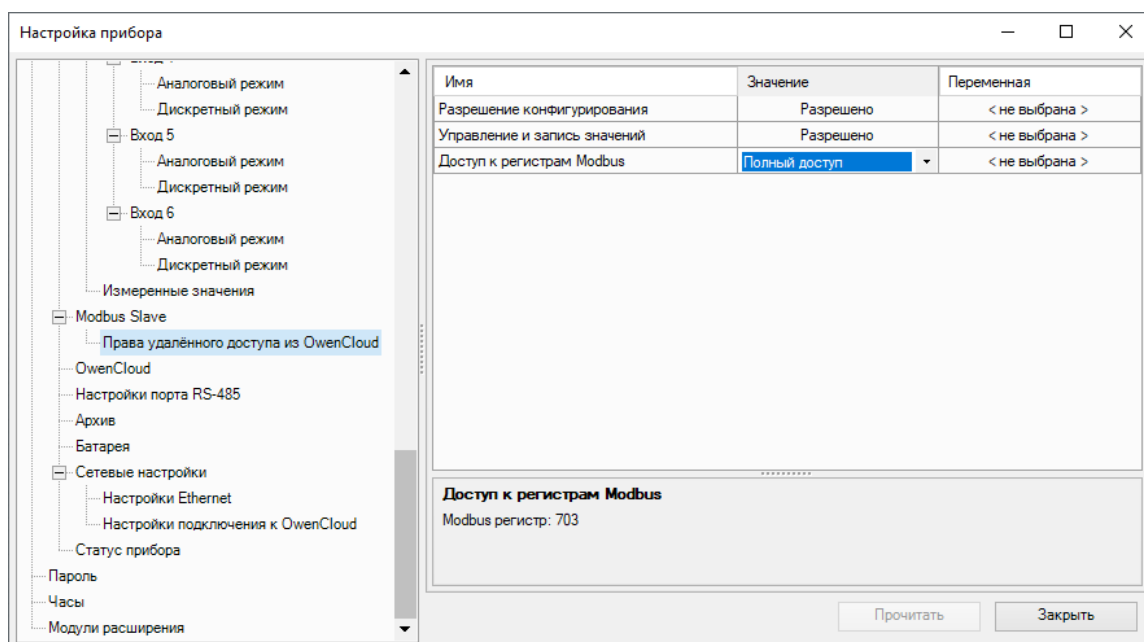 Настройка прибора
Аналоговый режим
Дискретный режим
Вход 5
Аналоговый режим
Дискретный режим
Вход 6
Аналоговый режим
Дискретный режим
Измеренные значения
Modbus Slave
Права удалённого доступа из OwenCloud
OwenCloud
Настройки порта RS-485
Архив
Батарея
Сетевые настройки
Настройки Ethernet
Настройки подключения к OwenCloud
Статус прибора
Пароль
Часы
Модули расширения
Имя Значение Переменная
Разрешение конфигурирования Разрешено < не выбрана >
Управление и запись значений Разрешено < не выбрана >
Доступ к регистрам Modbus Полный доступ < не выбрана >
Доступ к регистрам Modbus
Modbus регистр: 703
Прочитать Закрыть